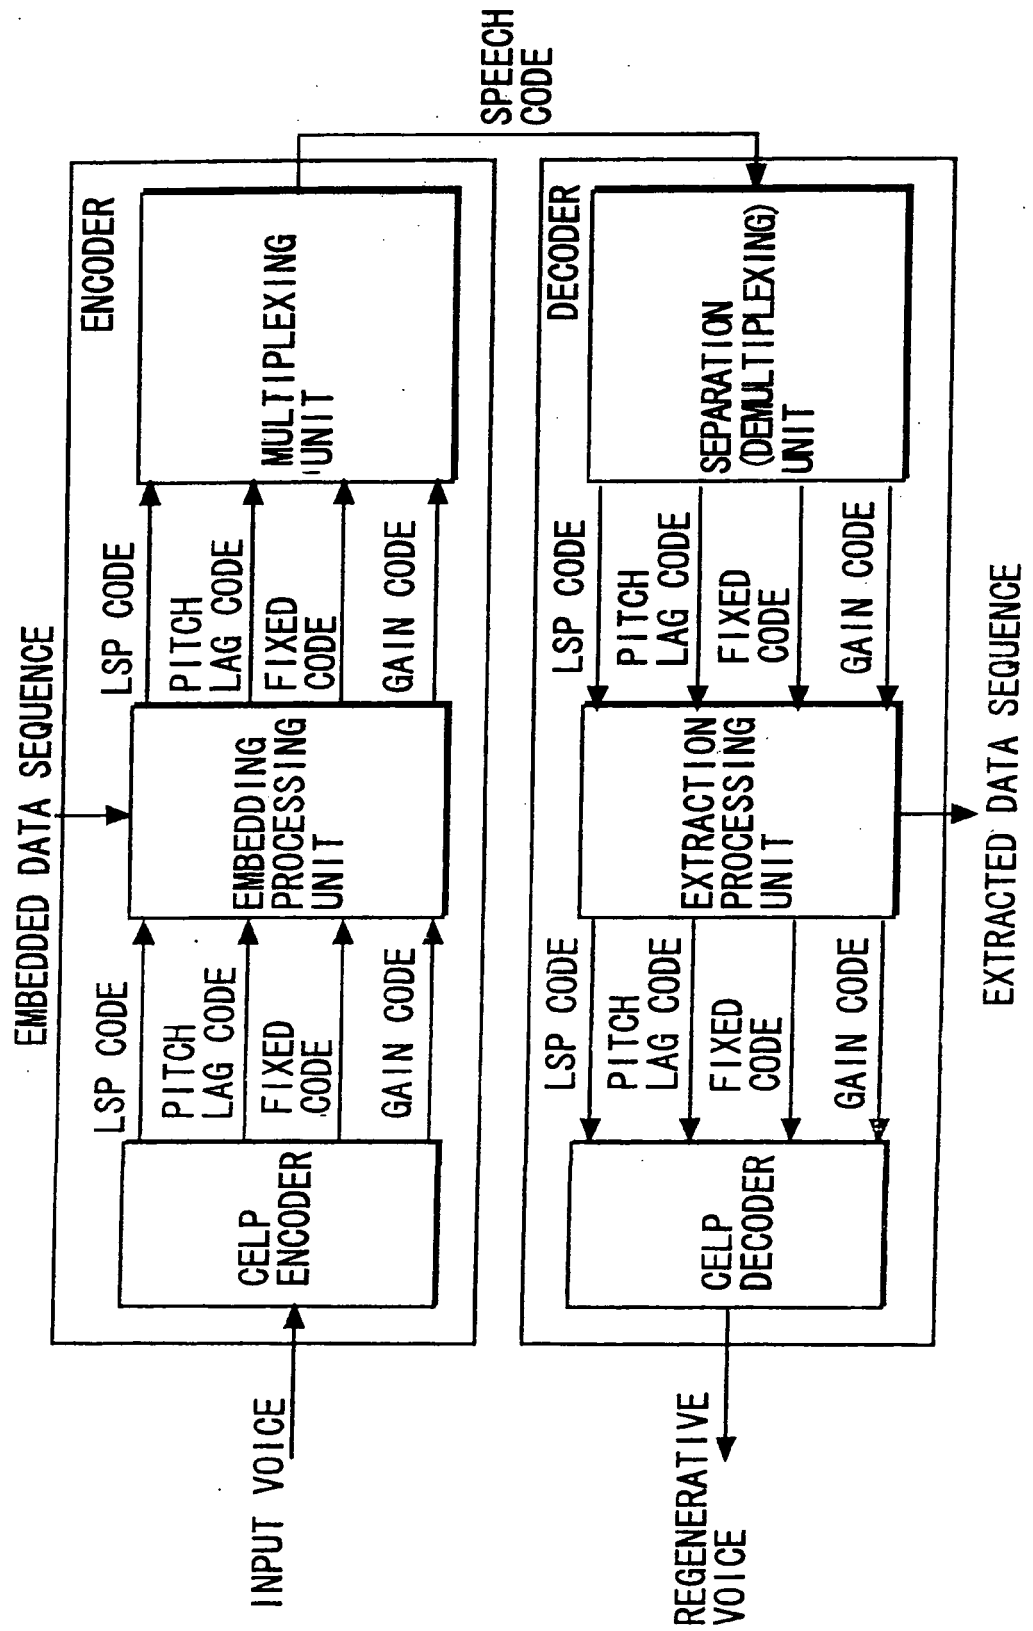 EMBEDDED DATA SEQUENCE
ENCODER
INPUT VOICE
CELP
ENCODER
LSP CODE
PITCH
LAG CODE
FIXED
CODE
GAIN CODE
EMBEDDING
PROCESSING
UNIT
LSP CODE
PITCH
LAG CODE
FIXED
CODE
GAIN CODE
MULTIPLEXING
UNIT
SPEECH
CODE
DECODER
REGENERATIVE
VOICE
CELP
DECODER
LSP CODE
PITCH
LAG CODE
FIXED
CODE
GAIN CODE
EXTRACTION
PROCESSING
UNIT
LSP CODE
PITCH
LAG CODE
FIXED
CODE
GAIN CODE
SEPARATION
(DEMULTIPLEXING)
UNIT
EXTRACTED DATA SEQUENCE